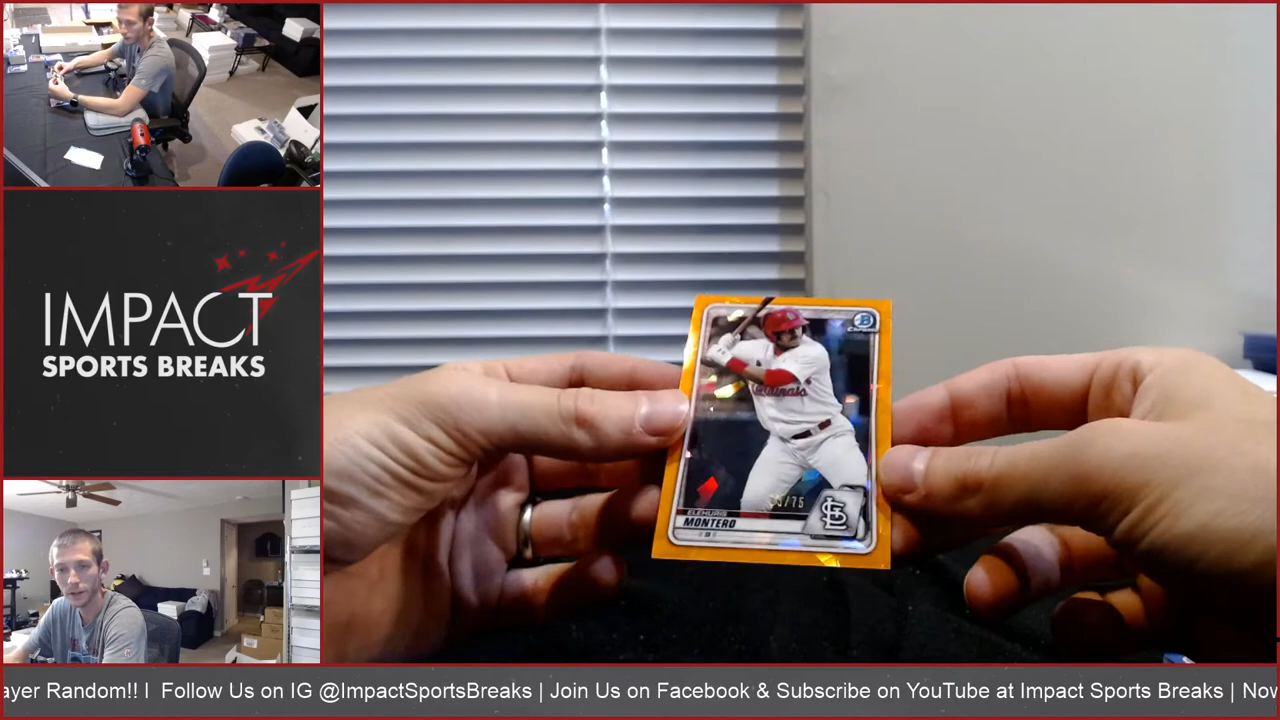 IMPACT
SPORTS BREAKS
Cardinals
/75
ELEHURIS
MONTERO
ayer Random!! I Follow Us on IG @ImpactSportsBreaks | Join Us on Facebook & Subscribe on YouTube at Impact Sports Breaks | Now